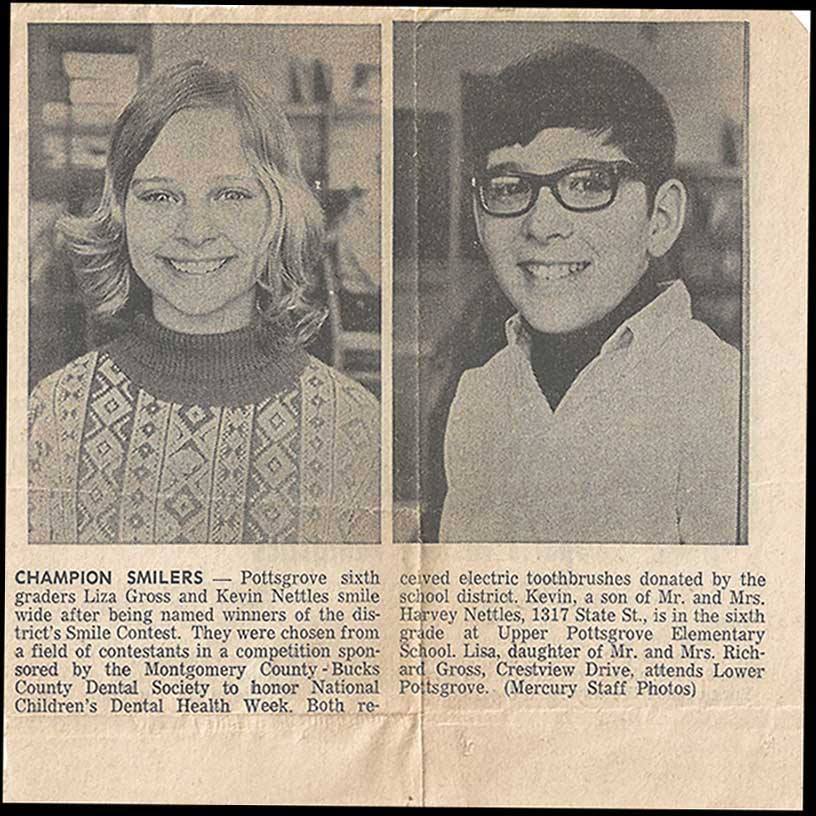 CHAMPION SMILERS — Pottsgrove sixth
graders Liza Gross and Kevin Nettles smile
wide after being named winners of the dis-
trict's Smile Contest. They were chosen from
a field of contestants in a competition spon-
sored by the Montgomery County-Bucks
County Dental Society to honor National
Children's Dental Health Week. Both re-
ceived electric toothbrushes donated by the
school district. Kevin, a son of Mr. and Mrs.
Harvey Nettles, 1317 State St., is in the sixth
grade at Upper Pottsgrove Elementary
School. Lisa, daughter of Mr. and Mrs. Rich-
ard Gross, Crestview Drive, attends Lower
Pottsgrove. (Mercury Staff Photos)